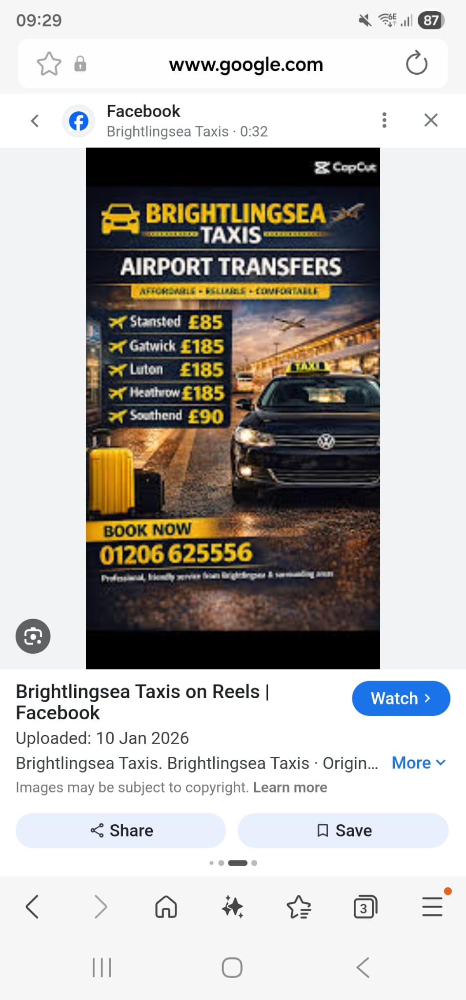 09:29
6E
87
www.google.com
Facebook
Brightlingsea Taxis · 0:32
CapCut
BRIGHTLINGSEA
TAXIS
AIRPORT TRANSFERS
AFFORDABLE • RELIABLE • COMFORTABLE
Stansted £85
Gatwick £185
Luton £185
Heathrow £185
Southend £90
TAXI
BOOK NOW
01206 625556
Professional, friendly service from Brightlingsea & surrounding areas
Brightlingsea Taxis on Reels |
Facebook
Watch
Uploaded: 10 Jan 2026
Brightlingsea Taxis. Brightlingsea Taxis · Origin... More
Images may be subject to copyright. Learn more
Share
Save
3